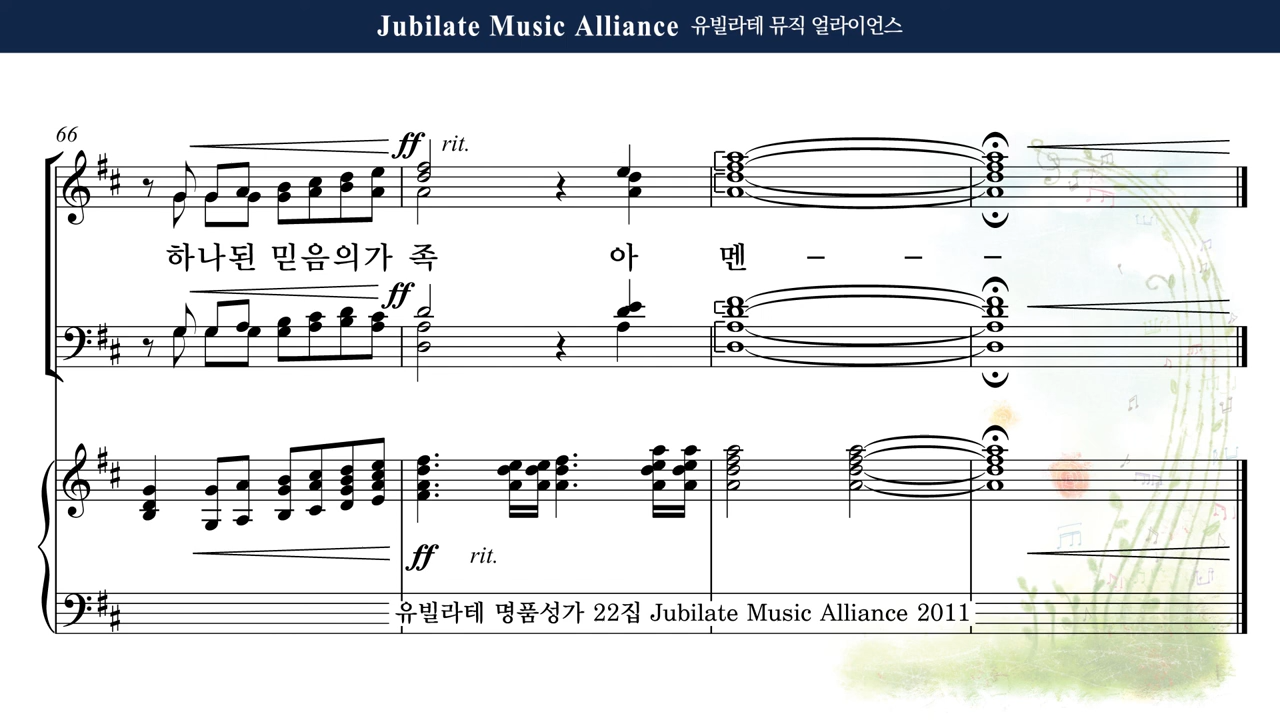 Jubilate Music Alliance 유빌라테 뮤직 얼라이언스
66
ff rit.
하나된 믿음의가 족 아 멘 – – –
ff
ff rit.
유빌라테 명품성가 22집 Jubilate Music Alliance 2011